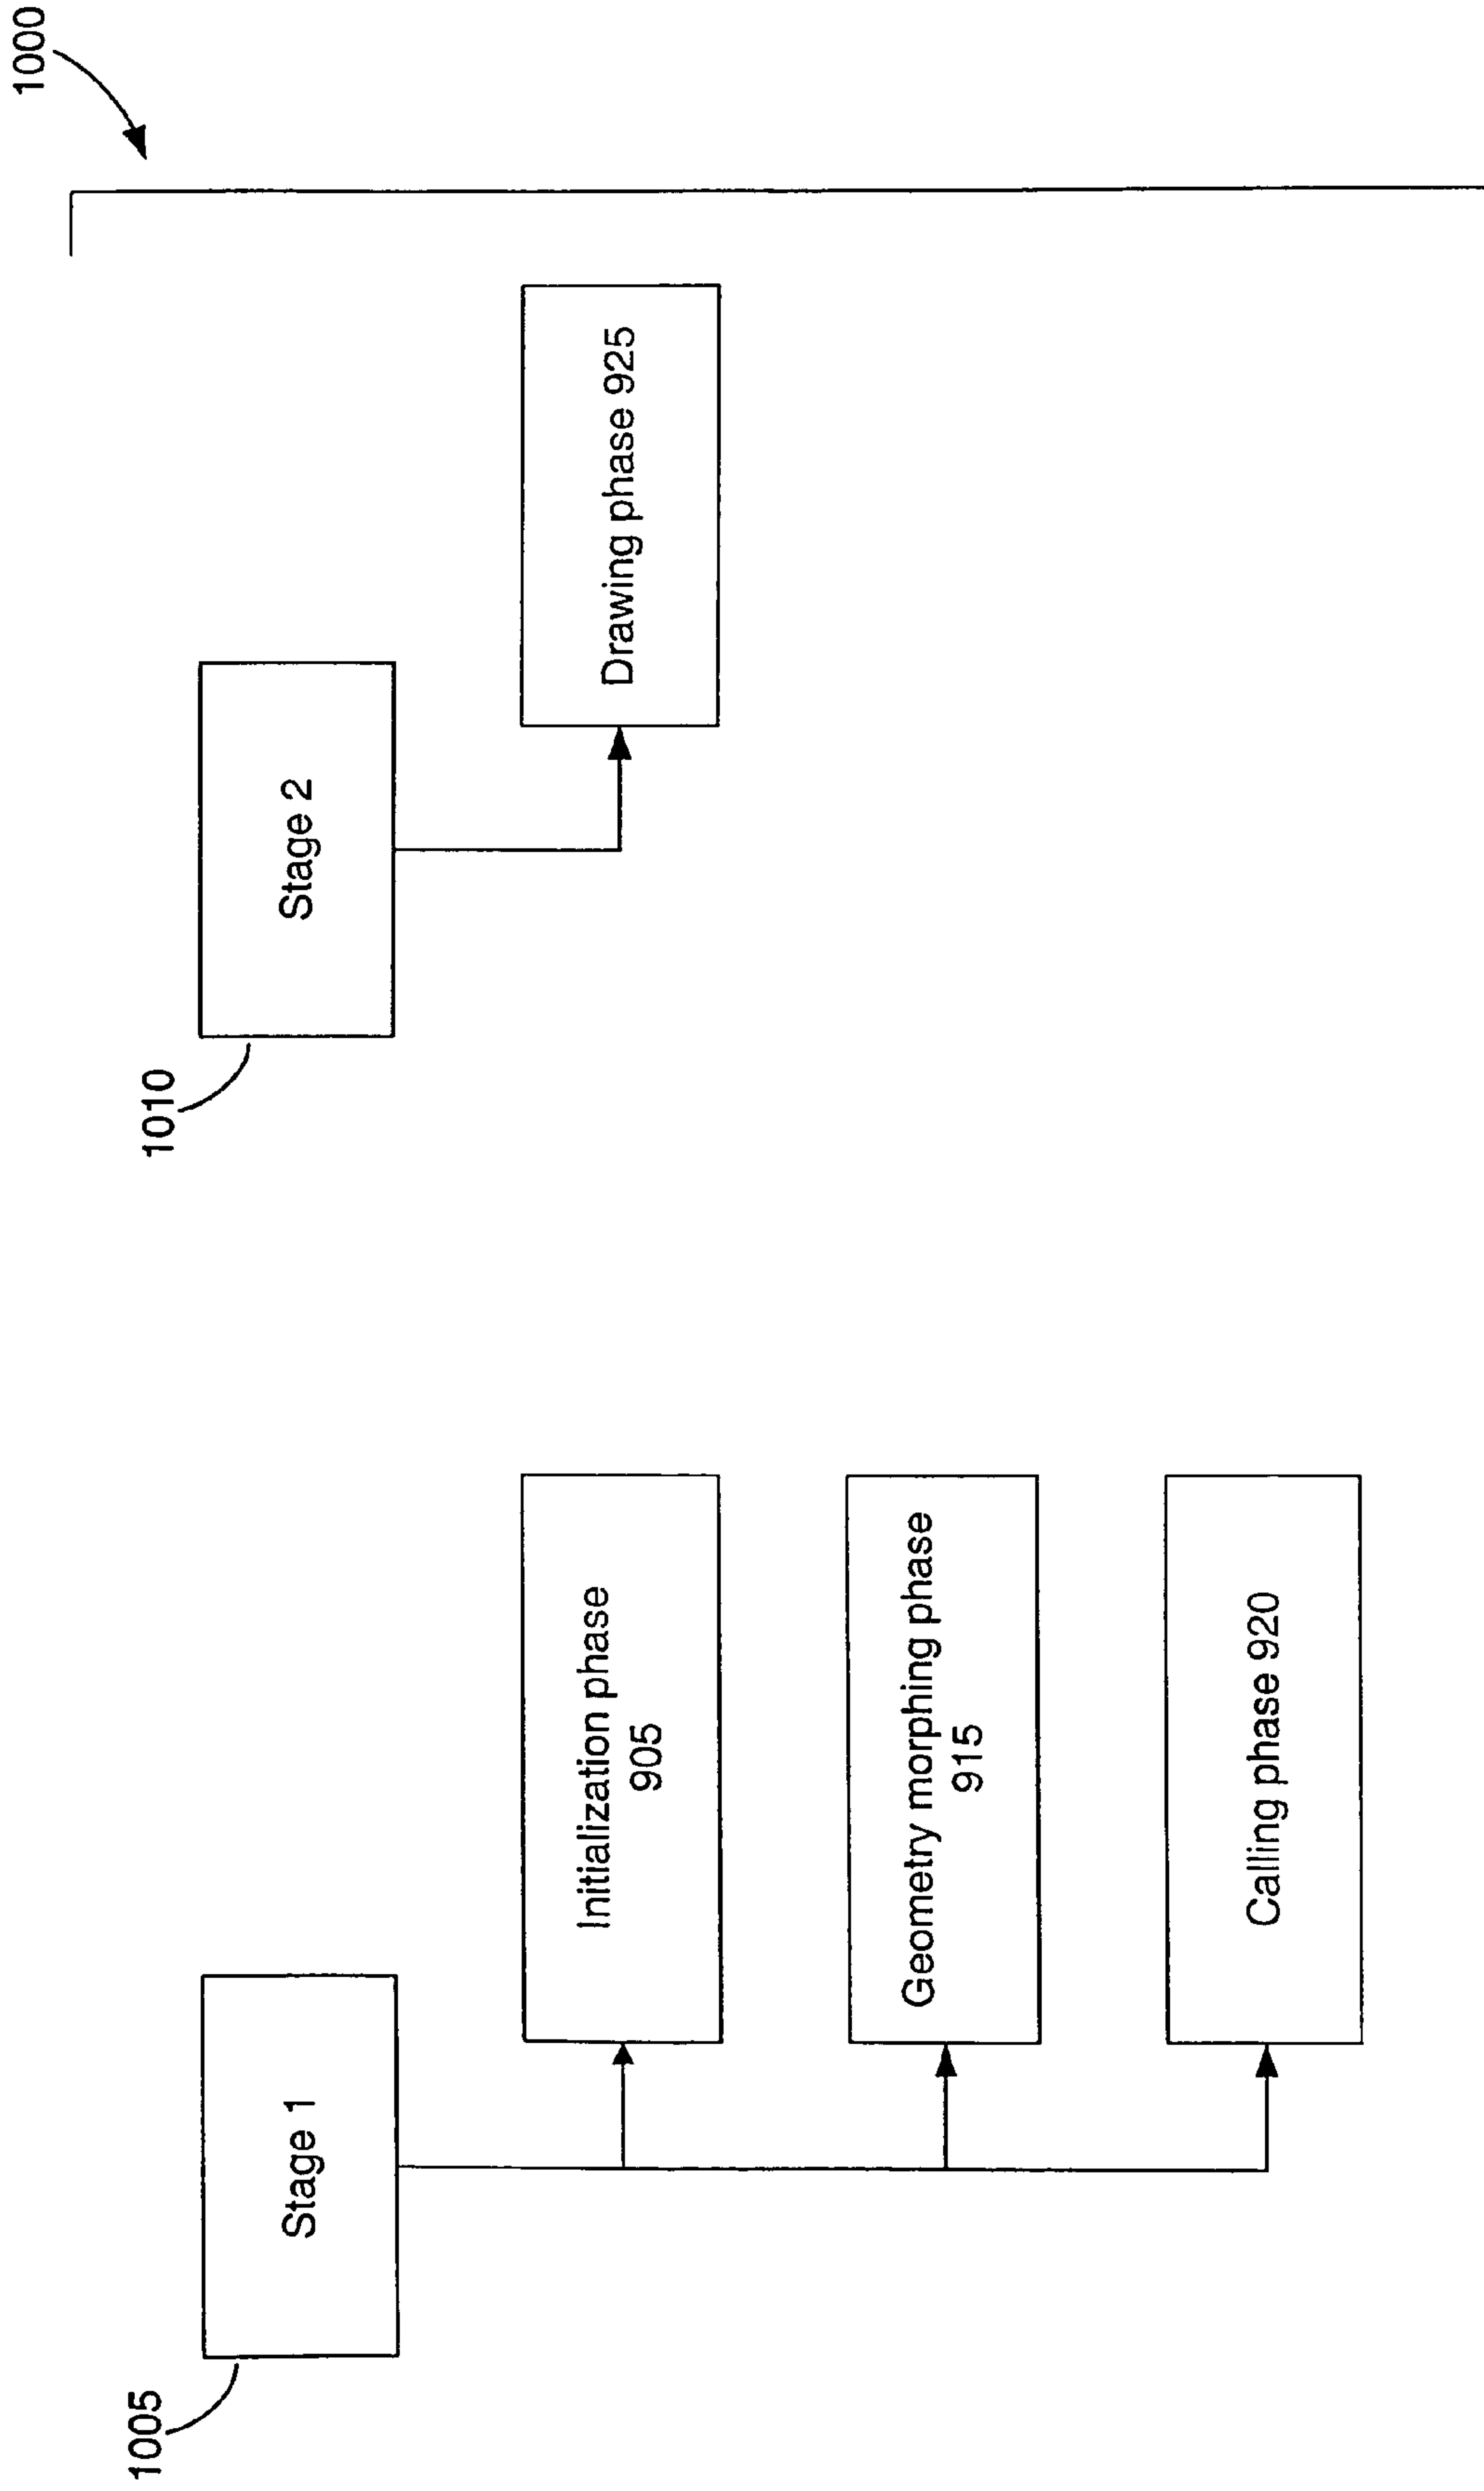 1000
1005
Stage 1
1010
Stage 2
Initialization phase
905
Geometry morphing phase
915
Calling phase 920
Drawing phase 925